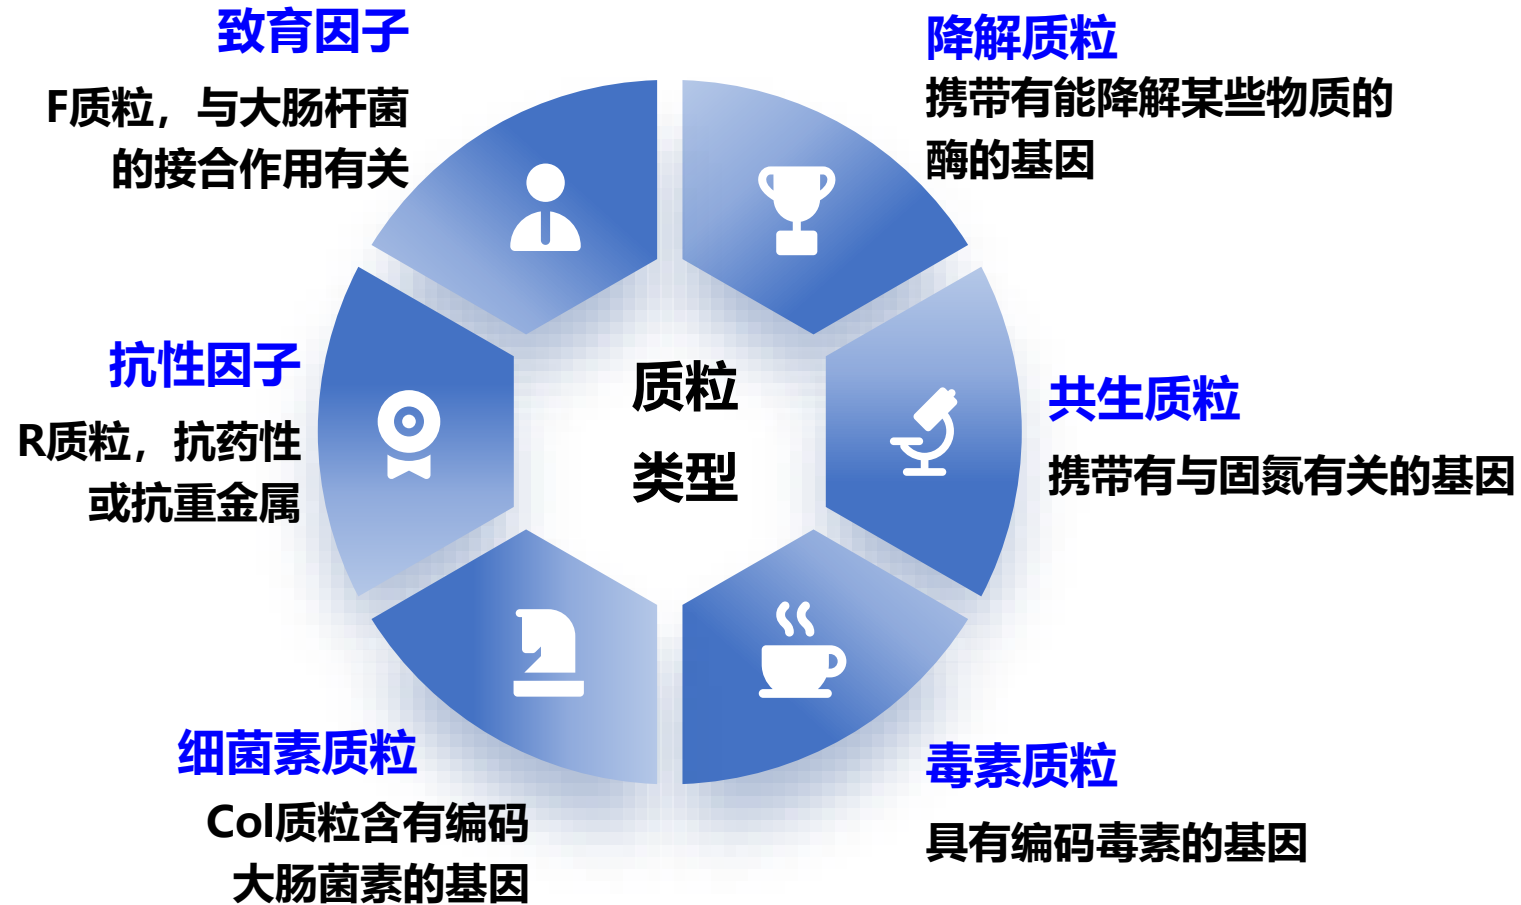 致育因子
F质粒，与大肠杆菌
的接合作用有关
降解质粒
携带有能降解某些物质的
酶的基因
抗性因子
R质粒，抗药性
或抗重金属
质粒
类型
共生质粒
携带有与固氮有关的基因
细菌素质粒
Col质粒含有编码
大肠菌素的基因
毒素质粒
具有编码毒素的基因